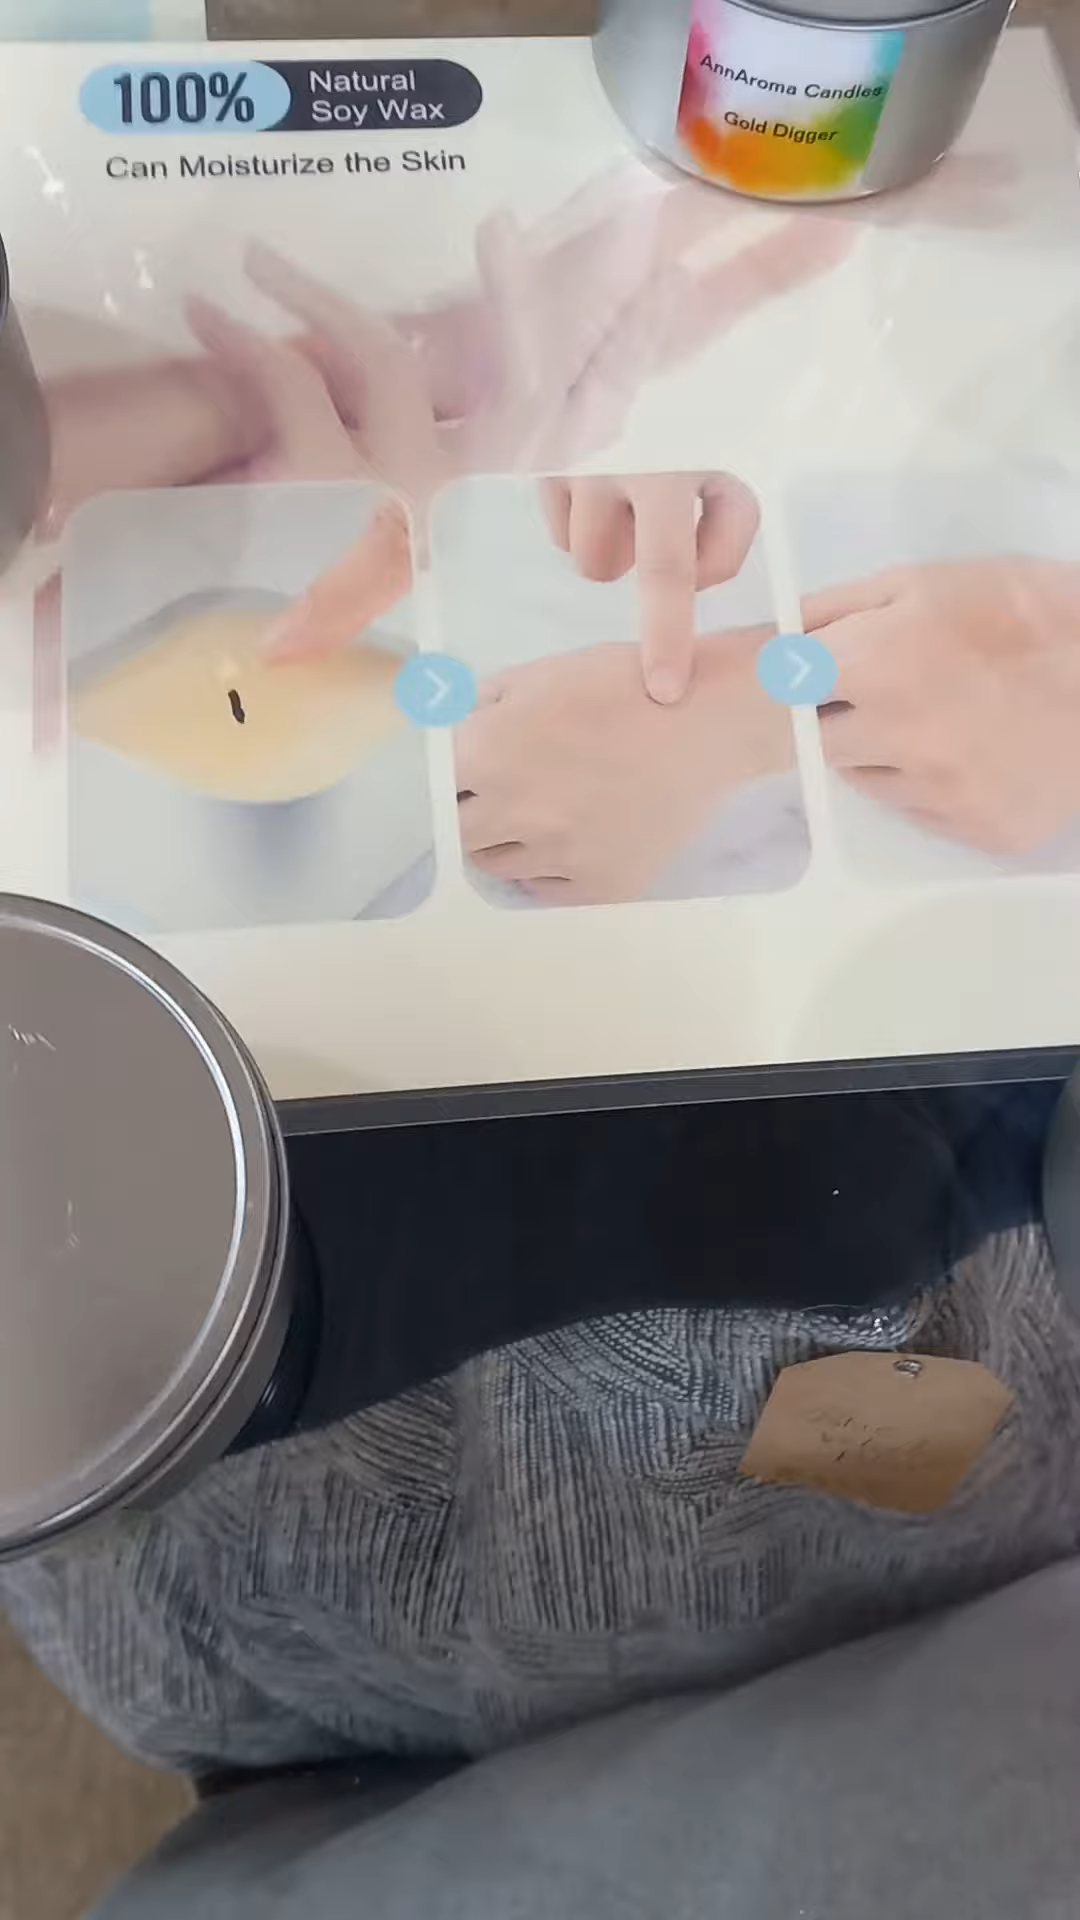 100%
Natural
Soy Wax
Can Moisturize the Skin
AnnAroma Candles
Gold Digger